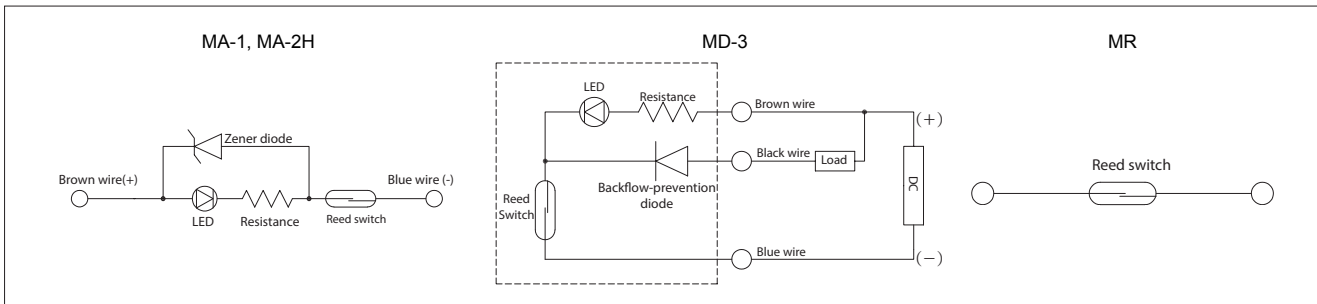 MA-1, MA-2H
Zener diode
Brown wire(+)
Blue wire (-)
LED
Resistance
Reed switch
MD-3
LED
Resistance
Brown wire
(+)
Black wire
Load
Backflow-prevention
diode
Reed
Switch
DC
Blue wire
(−)
MR
Reed switch